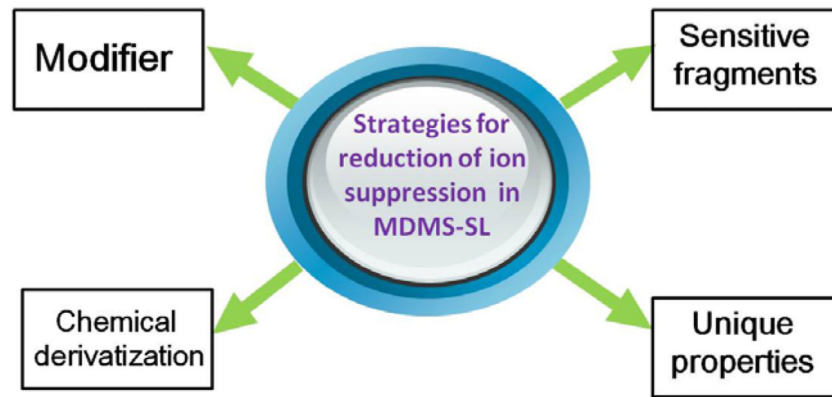 Modifier
Sensitive
fragments
Strategies for
reduction of ion
suppression in
MDMS-SL
Chemical
derivatization
Unique
properties